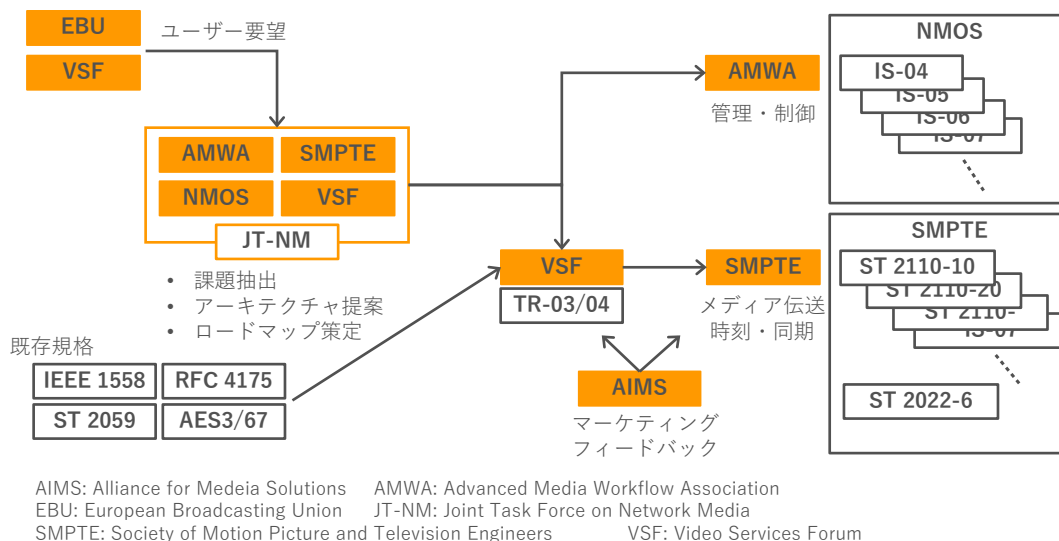 EBU
ユーザー要望
VSF
AMWA
SMPTE
NMOS
VSF
JT-NM
• 課題抽出
• アーキテクチャ提案
• ロードマップ策定
既存規格
IEEE 1558
RFC 4175
ST 2059
AES3/67
VSF
TR-03/04
AMWA
管理・制御
SMPTE
メディア伝送
時刻・同期
AIMS
マーケティング
フィードバック
NMOS
IS-04
IS-05
IS-06
IS-07
SMPTE
ST 2110-10
ST 2110-20
ST 2110-
IS-07
ST 2022-6
AIMS: Alliance for Medeia Solutions AMWA: Advanced Media Workflow Association
EBU: European Broadcasting Union JT-NM: Joint Task Force on Network Media
SMPTE: Society of Motion Picture and Television Engineers VSF: Video Services Forum